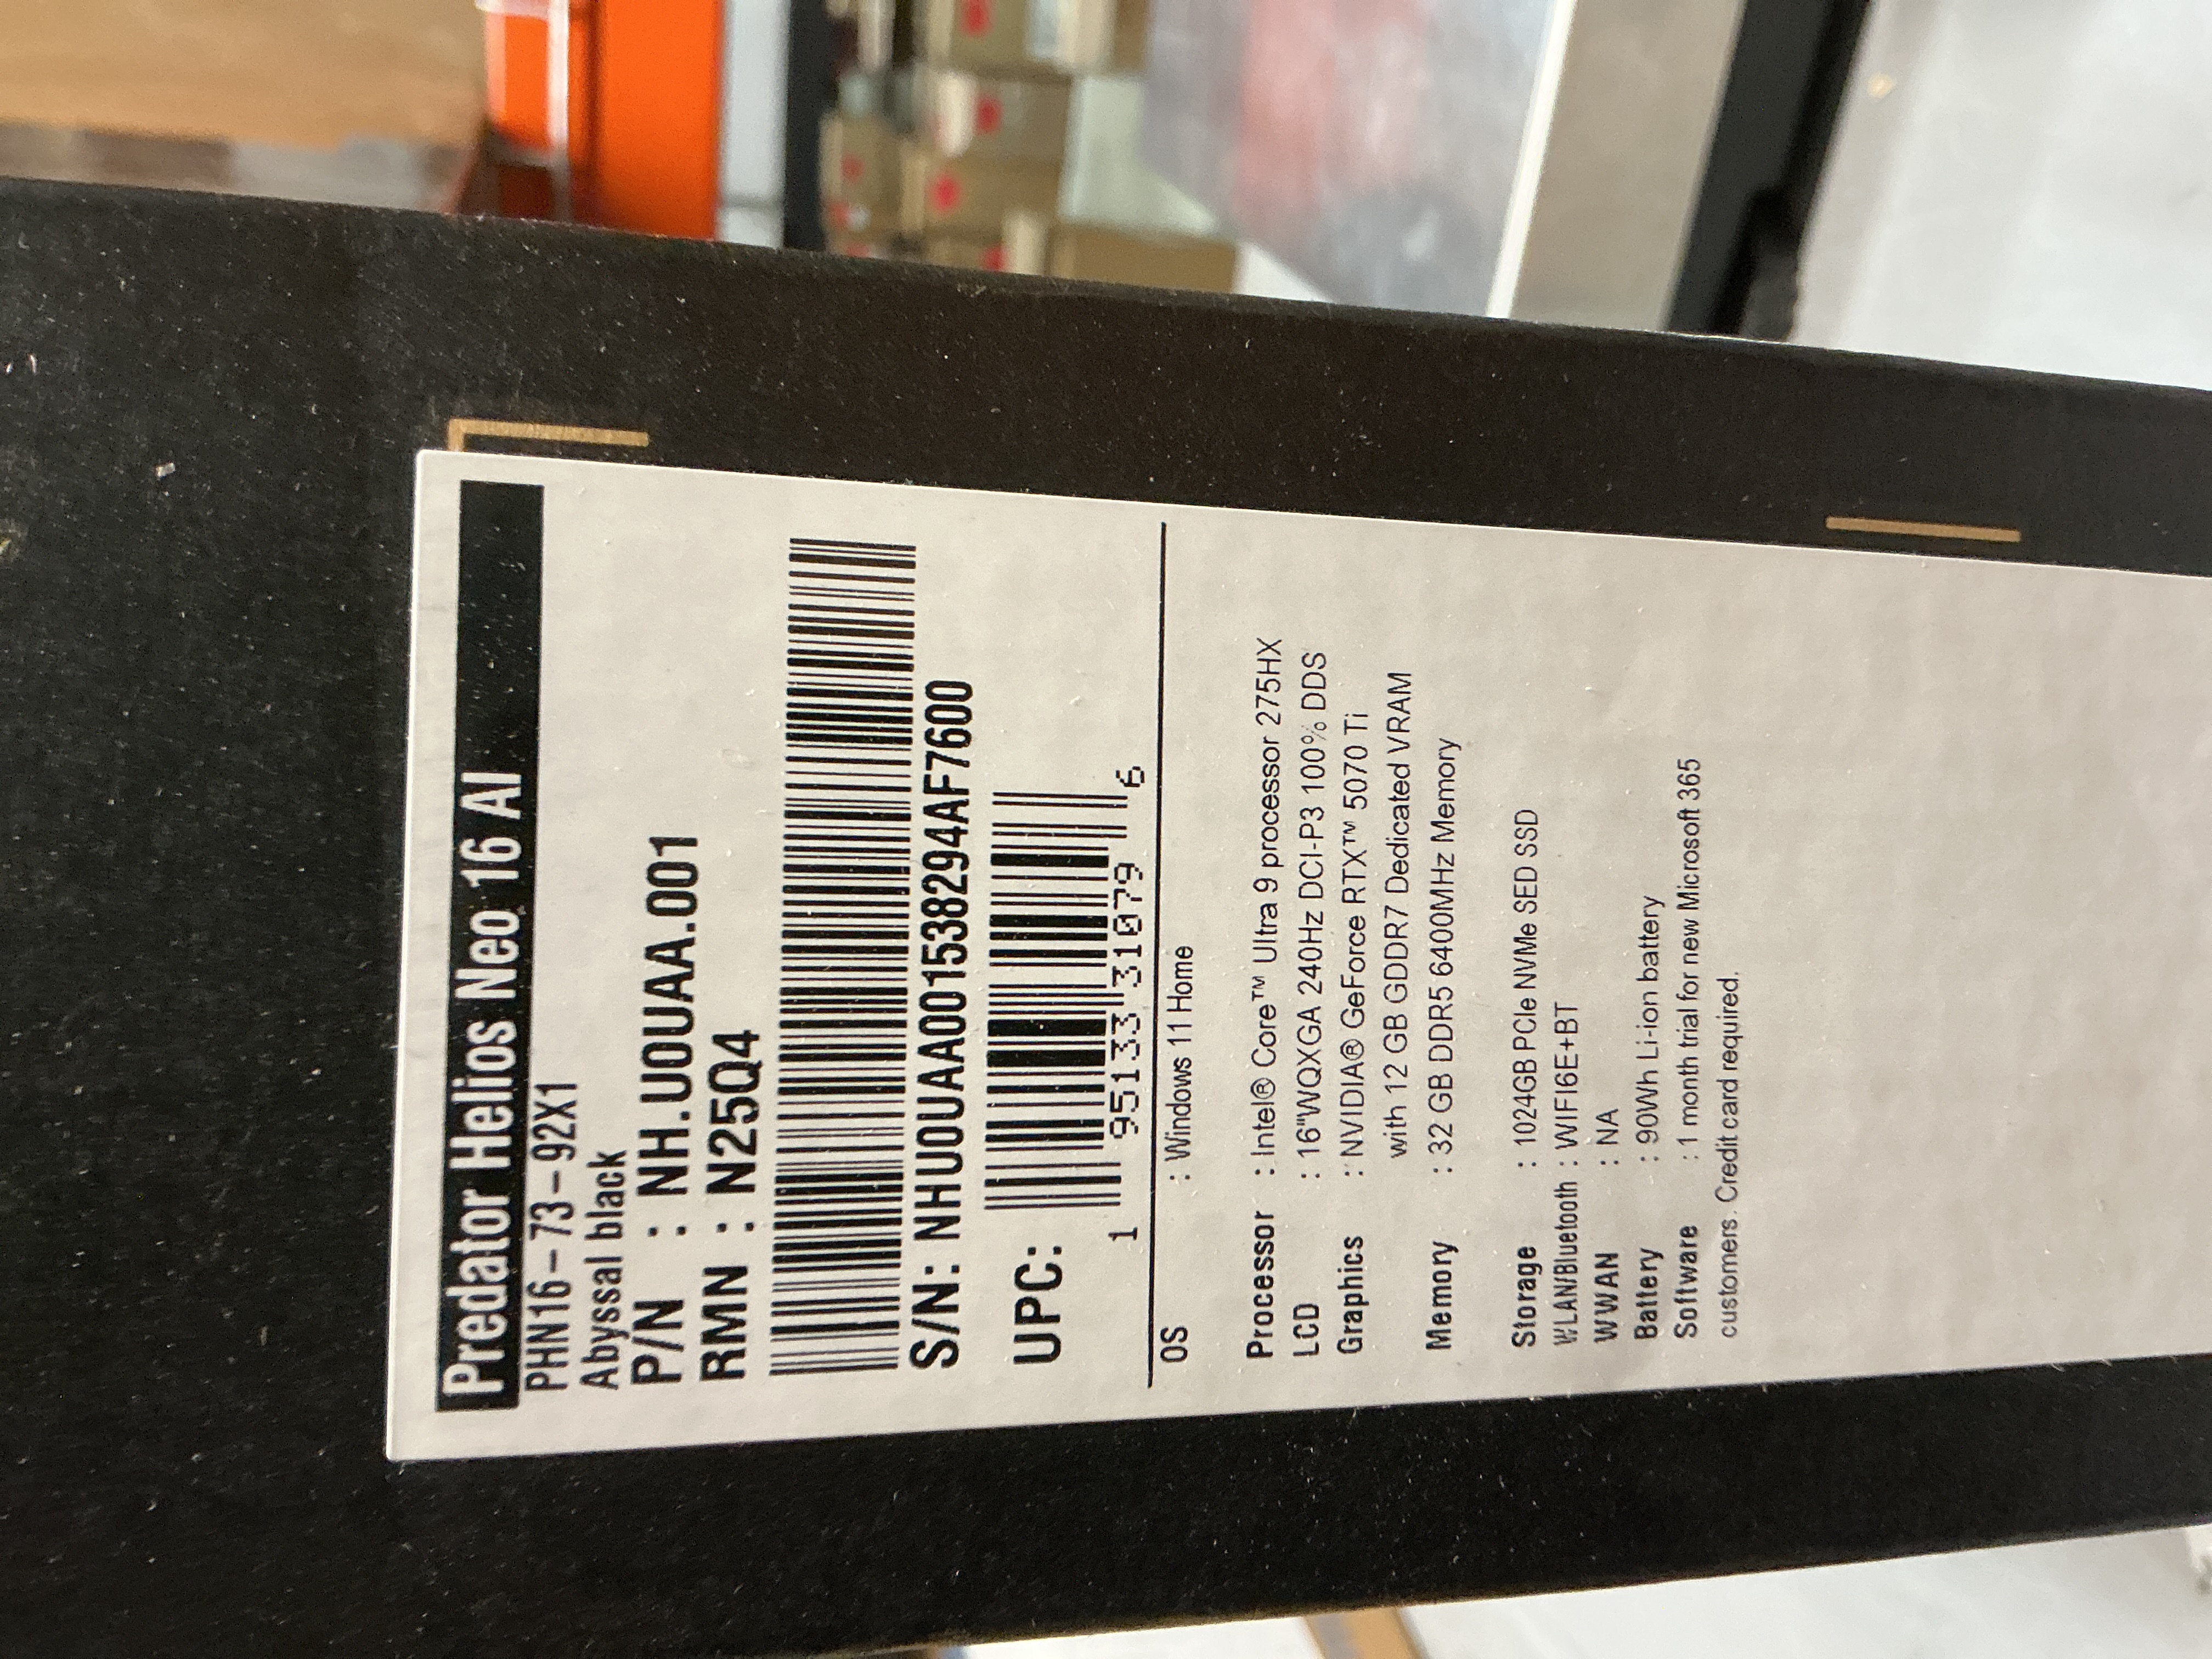 Predator Helios Neo 16 AI
PHN16-73-92X1
Abyssal black
P/N : NH.U0UAA.001
RMN : N25Q4
S/N: NHU0UAA001538294AF7600
UPC:
1 95133 31079 6
OS : Windows 11 Home
Processor : Intel® Core™ Ultra 9 processor 275HX
LCD : 16"WQXGA 240Hz DCI-P3 100% DDS
Graphics : NVIDIA® GeForce RTX™ 5070 Ti
with 12 GB GDDR7 Dedicated VRAM
Memory : 32 GB DDR5 6400MHz Memory
Storage : 1024GB PCIe NVMe SED SSD
WLAN/Bluetooth : WIFI6E+BT
WWAN : NA
Battery : 90Wh Li-ion battery
Software : 1 month trial for new Microsoft 365
customers. Credit card required.